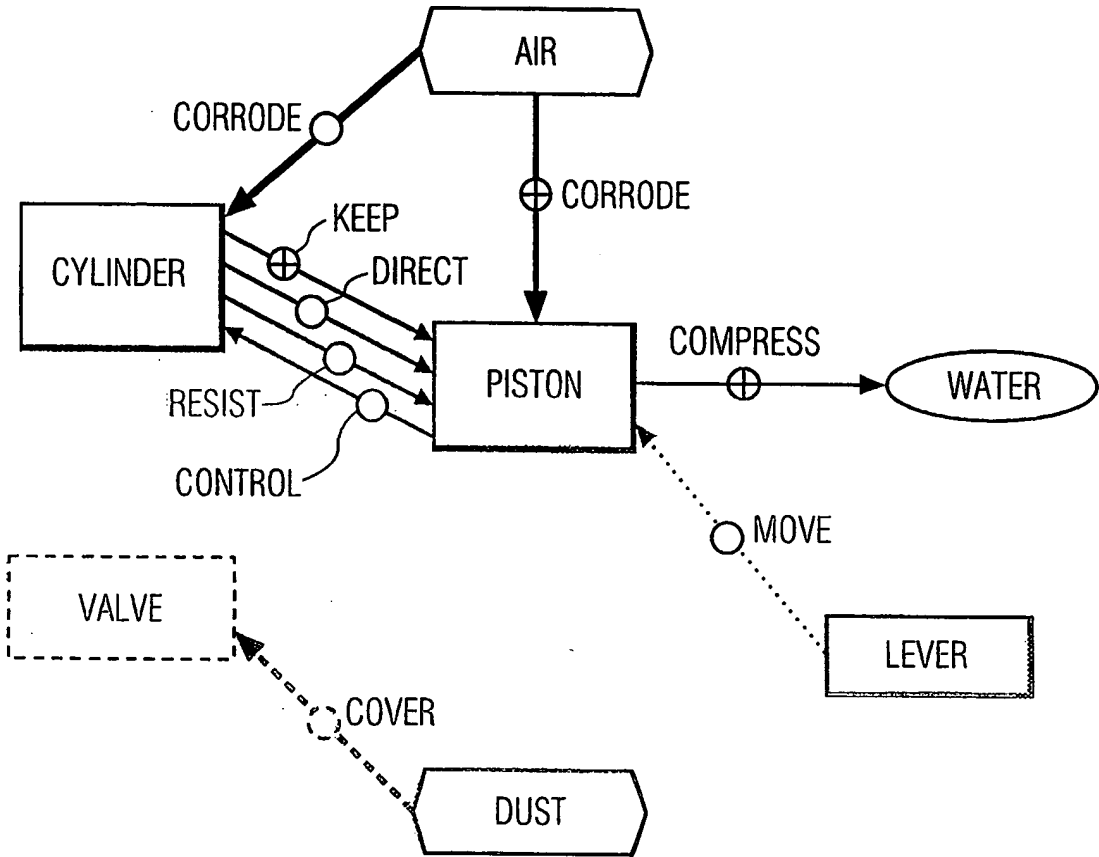 AIR
CORRODE
CORRODE
KEEP
CYLINDER
DIRECT
COMPRESS
PISTON
WATER
RESIST
CONTROL
MOVE
VALVE
LEVER
COVER
DUST